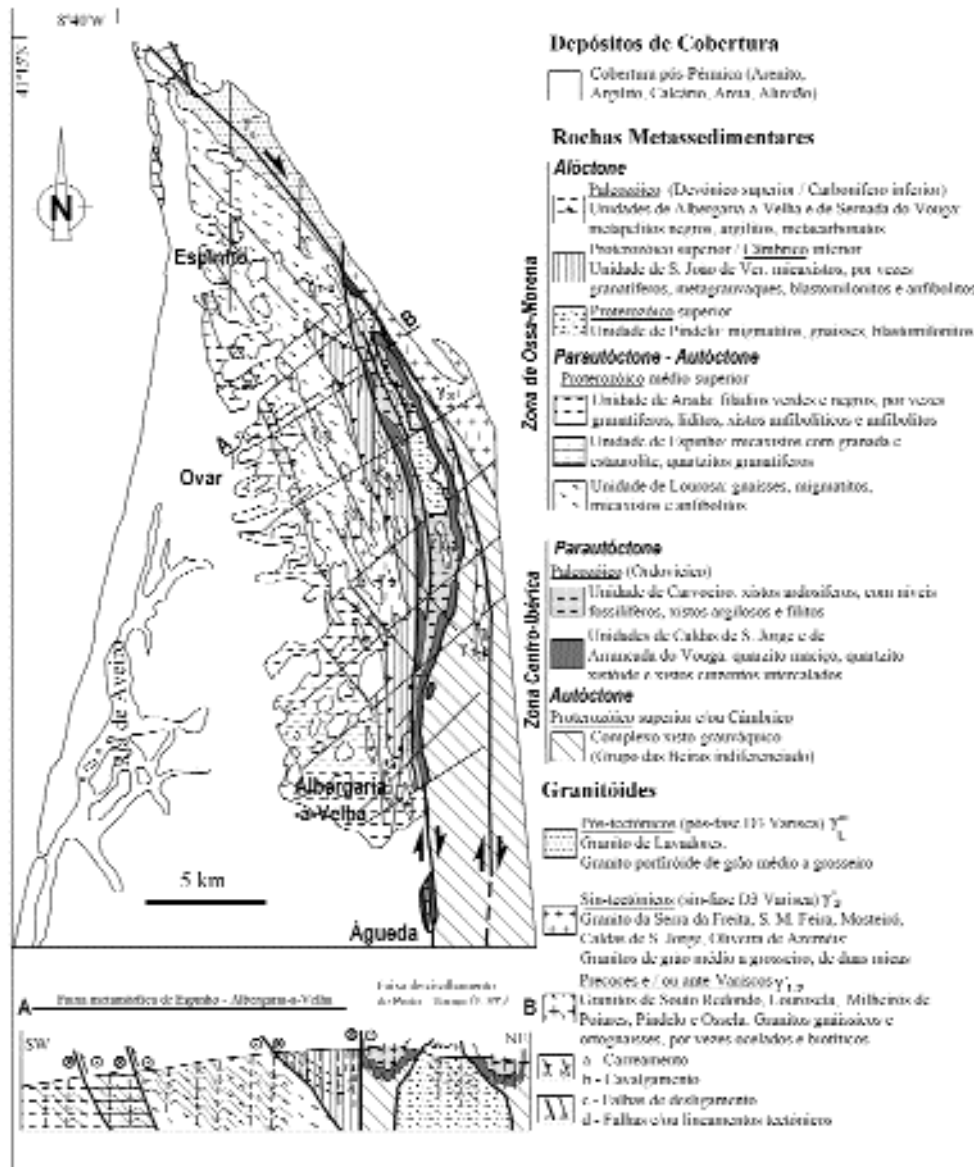 8°40'W
41°15'N
N
Espinho
Ovar
Ria de Aveiro
Albergaria
-a-Velha
Águeda
5 km
A
B
A
Faixa metamórfica de Espinho - Albergaria-a-Velha
B
SW
Depósitos de Cobertura
Cobertura pós-Pérmica (Arenito,
Argilito, Calcário, Areia, Aluvião)
Rochas Metassedimentares
Zona de Ossa-Morena
Alóctone
Paleozóico (Devónico superior / Carbonífero inferior)
Unidades de Albergaria-a-Velha e de Sernada do Vouga:
metapelitos negros, argilitos, metacarbonatos
Proterozóico superior / Câmbrico inferior
Unidade de S. João de Ver: micaxistos, por vezes
granatíferos, metagrauvaques, blastomilonitos e anfibolitos
Proterozóico superior
Unidade de Pindelo: migmatitos, gnaisses, blastomilonitos
Parautóctone - Autóctone
Proterozóico médio superior
Unidade de Arada: filádios verdes e negros, por vezes
granatíferos, liditos, xistos anfibolíticos e anfibolitos
Unidade de Espinho: micaxistos com granada e
estaurolite, quartzitos granatíferos
Unidade de Lourosa: gnaisses, migmatitos,
micaxistos e anfibolitos
Zona Centro-Ibérica
Parautóctone
Paleozóico (Ordovícico)
Unidade de Carvoeiro: xistos ardosíferos, com níveis
fossilíferos, xistos argilosos e filitos
Unidades de Caldas de S. Jorge e de
Arrancada do Vouga: quartzito maciço, quartzito
xistóide e xistos cinzentos intercalados
Autóctone
Proterozóico superior e/ou Câmbrico
Complexo xisto grauváquico
(Grupo das Beiras indiferenciado)
Granitóides
Pós-tectónicos (pós-fase D3 Varisca)
Granito de Lavadores.
Granito porfiróide de grão médio a grosseiro
Sin-tectónicos (sin-fase D3 Varisca)
Granito da Serra da Freita, S. M. Feira, Mosteirô,
Caldas de S. Jorge, Oliveira de Azeméis
Granitos de grão médio a grosseiro, de duas micas
Precoces e / ou ante-Variscos
Granitos de Souto Redondo, Lourosela, Milheirós de
Poiares, Pindelo e Ossela. Granitos gnáissicos e
ortognaisses, por vezes ocelados e biotíticos
a - Carreamento
b - Cavalgamento
c - Falhas de desligamento
d - Falhas e/ou lineamentos tectónicos